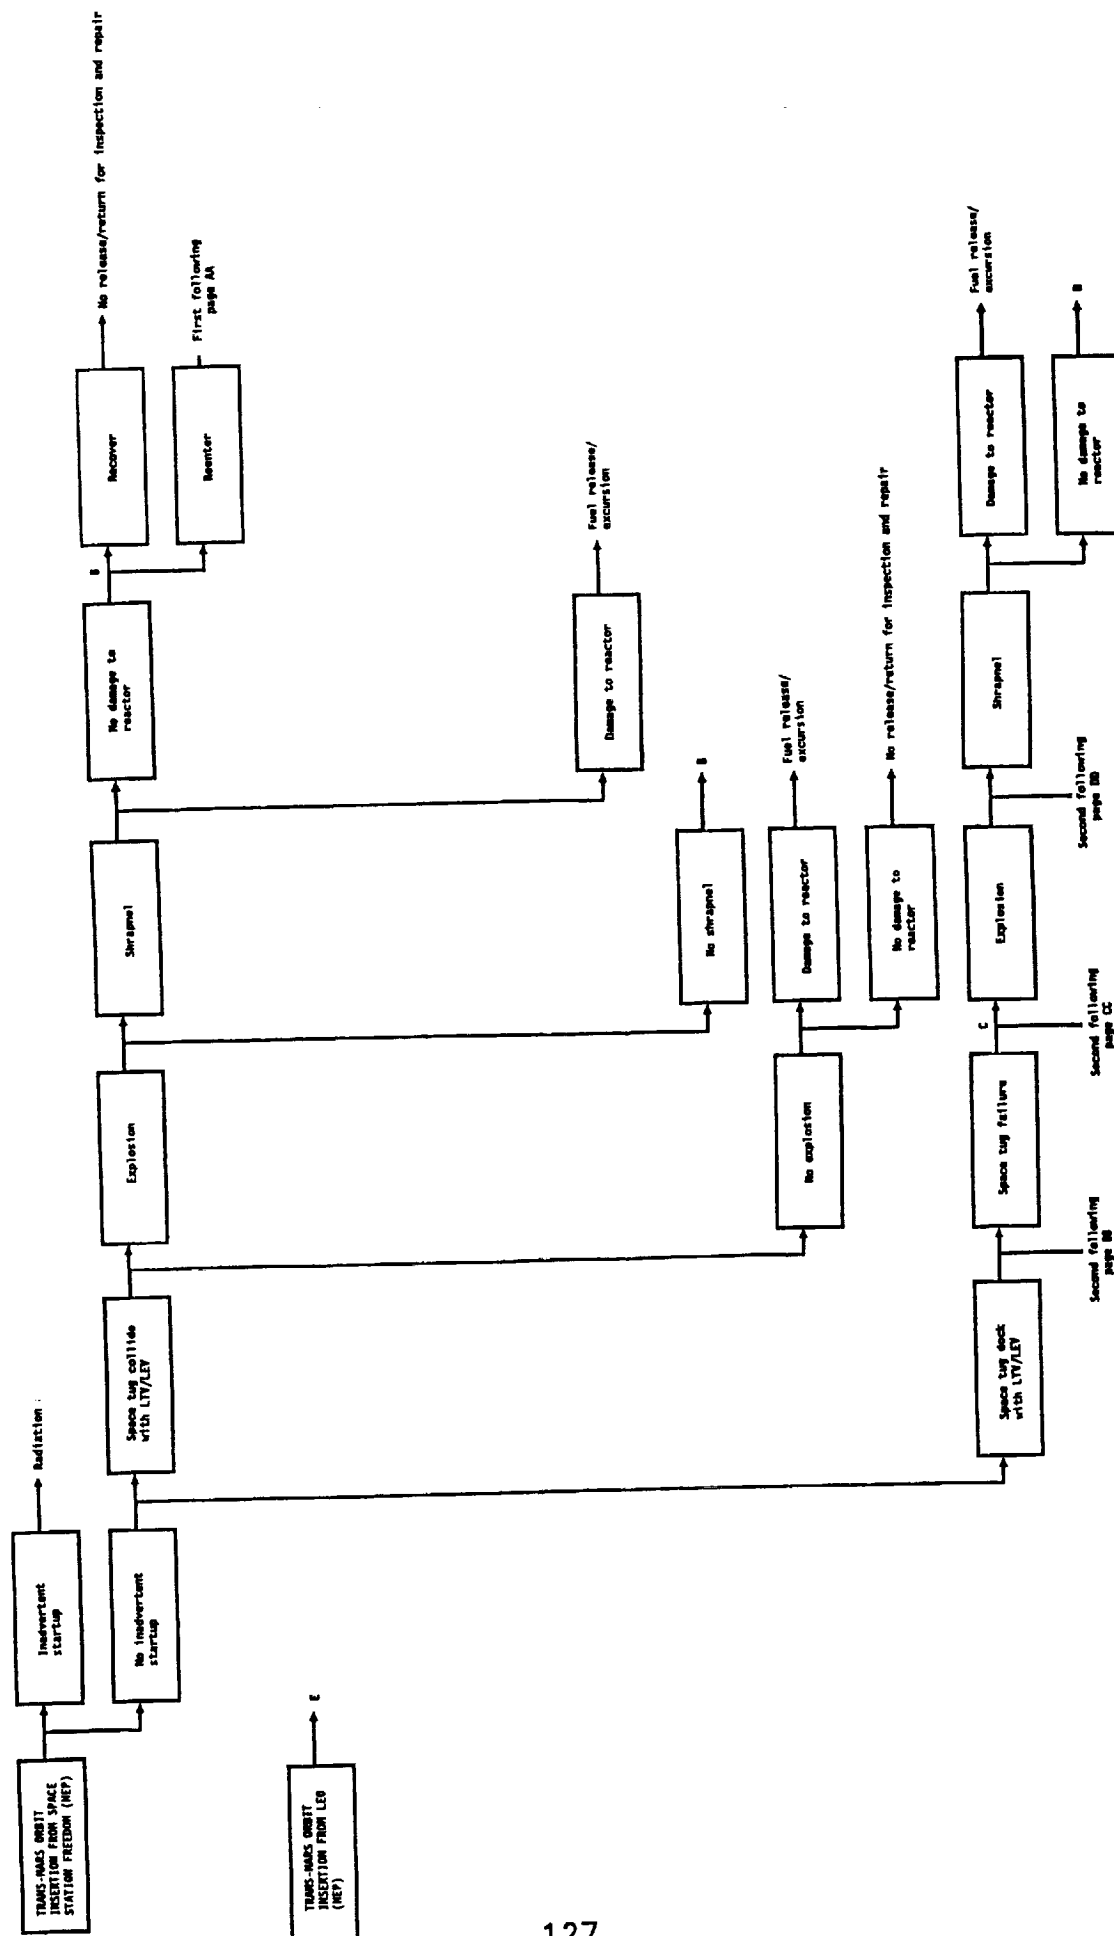 TRANS-MARS ORBIT
INSERTION FROM SPACE
STATION FREEDOM (NEP)
Inadvertent
startup
Radiation
No inadvertent
startup
Space tug collide
with LTV/LEV
Explosion
Shrapnel
No damage to
reactor
B
Recover
No release/return for inspection and repair
Reenter
First following
page AA
Damage to reactor
Fuel release/
excursion
No shrapnel
B
No explosion
Damage to reactor
Fuel release/
excursion
No damage to
reactor
No release/return for inspection and repair
Space tug dock
with LTV/LEV
Second following
page BB
Space tug failure
C
Second following
page CC
Explosion
Second following
page DD
Shrapnel
Damage to reactor
Fuel release/
excursion
No damage to
reactor
B
TRANS-MARS ORBIT
INSERTION FROM LEO
(NEP)
E
127